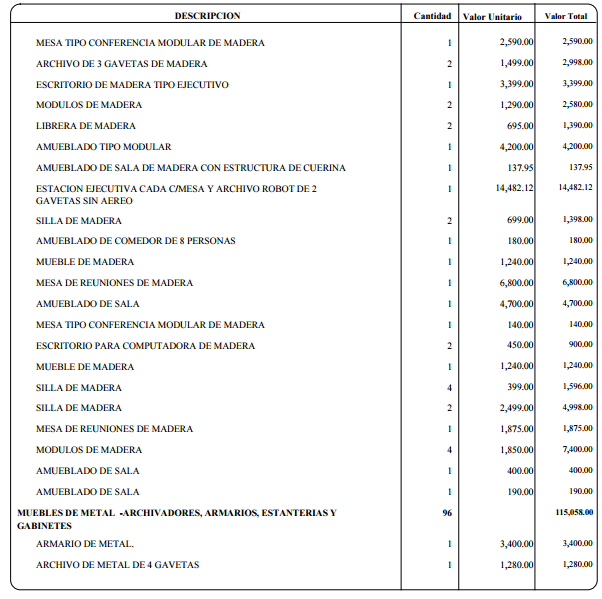 DESCRIPCION Cantidad Valor Unitario Valor Total
MESA TIPO CONFERENCIA MODULAR DE MADERA 1 2,590.00 2,590.00
ARCHIVO DE 3 GAVETAS DE MADERA 2 1,499.00 2,998.00
ESCRITORIO DE MADERA TIPO EJECUTIVO 1 3,399.00 3,399.00
MODULOS DE MADERA 2 1,290.00 2,580.00
LIBRERA DE MADERA 2 695.00 1,390.00
AMUEBLADO TIPO MODULAR 1 4,200.00 4,200.00
AMUEBLADO DE SALA DE MADERA CON ESTRUCTURA DE CUERINA 1 137.95 137.95
ESTACION EJECUTIVA CADA C/MESA Y ARCHIVO ROBOT DE 2 1 14,482.12 14,482.12
GAVETAS SIN AEREO
SILLA DE MADERA 2 699.00 1,398.00
AMUEBLADO DE COMEDOR DE 8 PERSONAS 1 180.00 180.00
MUEBLE DE MADERA 1 1,240.00 1,240.00
MESA DE REUNIONES DE MADERA 1 6,800.00 6,800.00
AMUEBLADO DE SALA 1 4,700.00 4,700.00
MESA TIPO CONFERENCIA MODULAR DE MADERA 1 140.00 140.00
ESCRITORIO PARA COMPUTADORA DE MADERA 2 450.00 900.00
MUEBLE DE MADERA 1 1,240.00 1,240.00
SILLA DE MADERA 4 399.00 1,596.00
SILLA DE MADERA 2 2,499.00 4,998.00
MESA DE REUNIONES DE MADERA 1 1,875.00 1,875.00
MODULOS DE MADERA 4 1,850.00 7,400.00
AMUEBLADO DE SALA 1 400.00 400.00
AMUEBLADO DE SALA 1 190.00 190.00
MUEBLES DE METAL -ARCHIVADORES, ARMARIOS, ESTANTERIAS Y 96 115,058.00
GABINETES
ARMARIO DE METAL. 1 3,400.00 3,400.00
ARCHIVO DE METAL DE 4 GAVETAS 1 1,280.00 1,280.00